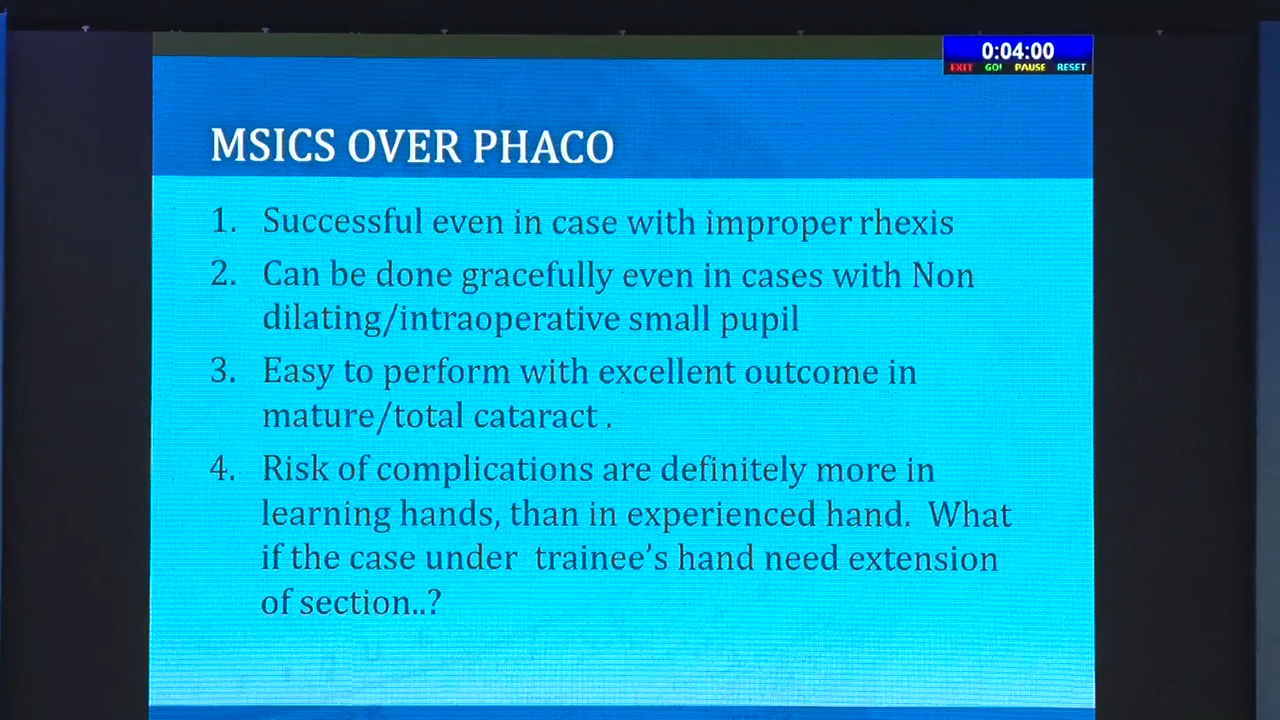 0:04:00
EXIT GO! PAUSE RESET
MSICS OVER PHACO
1. Successful even in case with improper rhexis
2. Can be done gracefully even in cases with Non
dilating/intraoperative small pupil
3. Easy to perform with excellent outcome in
mature/total cataract .
4. Risk of complications are definitely more in
learning hands, than in experienced hand. What
if the case under trainee’s hand need extension
of section..?